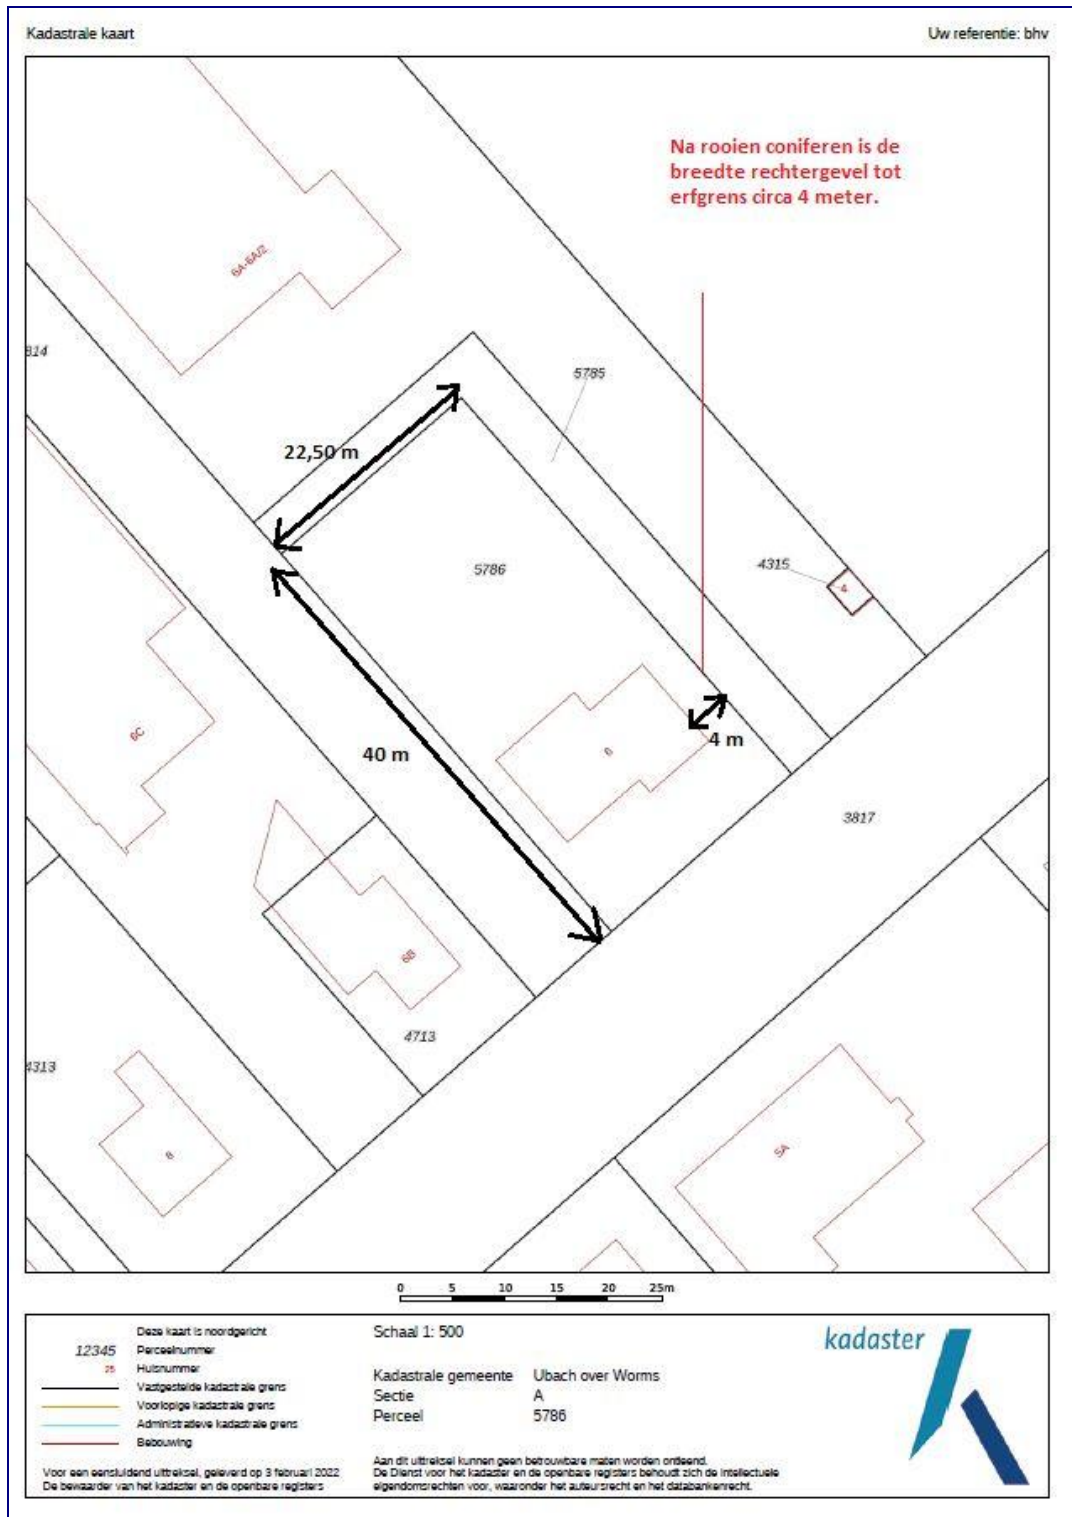 Kadastrale kaart
Uw referentie: bhv
Na rooien coniferen is de
breedte rechtergevel tot
erfgrens circa 4 meter.
6A-6A/2
814
5785
22,50 m
5786
4315
4
6C
6
4 m
40 m
3817
6B
4713
4313
8
5A
0 5 10 15 20 25m
Deze kaart is noordgericht
12345 Perceelnummer
25 Huisnummer
Vastgestelde kadastrale grens
Voorlopige kadastrale grens
Administratieve kadastrale grens
Bebouwing
Voor een eensluidend uittreksel, geleverd op 3 februari 2022
De bewaarder van het kadaster en de openbare registers
Schaal 1: 500
Kadastrale gemeente Ubach over Worms
Sectie A
Perceel 5786
Aan dit uittreksel kunnen geen betrouwbare maten worden ontleend.
De Dienst voor het kadaster en de openbare registers behoudt zich de intellectuele
eigendomsrechten voor, waaronder het auteursrecht en het databankenrecht.
kadaster